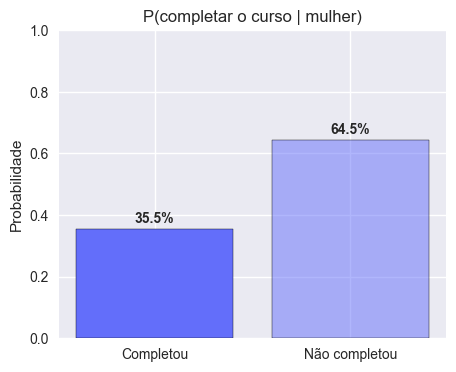 P(completar o curso | mulher)
Probabilidade
1.0
0.8
0.6
0.4
0.2
0.0
35.5%
64.5%
Completou
Não completou